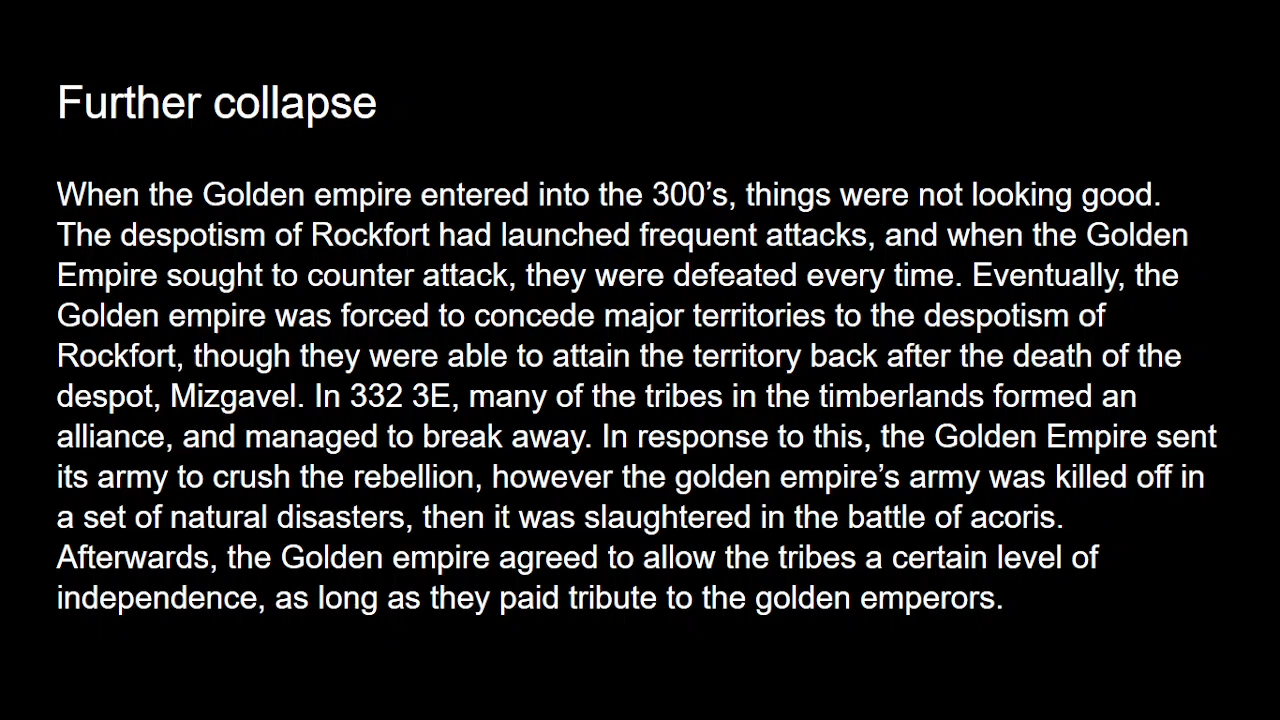 Further collapse
When the Golden empire entered into the 300’s, things were not looking good.
The despotism of Rockfort had launched frequent attacks, and when the Golden
Empire sought to counter attack, they were defeated every time. Eventually, the
Golden empire was forced to concede major territories to the despotism of
Rockfort, though they were able to attain the territory back after the death of the
despot, Mizgavel. In 332 3E, many of the tribes in the timberlands formed an
alliance, and managed to break away. In response to this, the Golden Empire sent
its army to crush the rebellion, however the golden empire’s army was killed off in
a set of natural disasters, then it was slaughtered in the battle of acoris.
Afterwards, the Golden empire agreed to allow the tribes a certain level of
independence, as long as they paid tribute to the golden emperors.